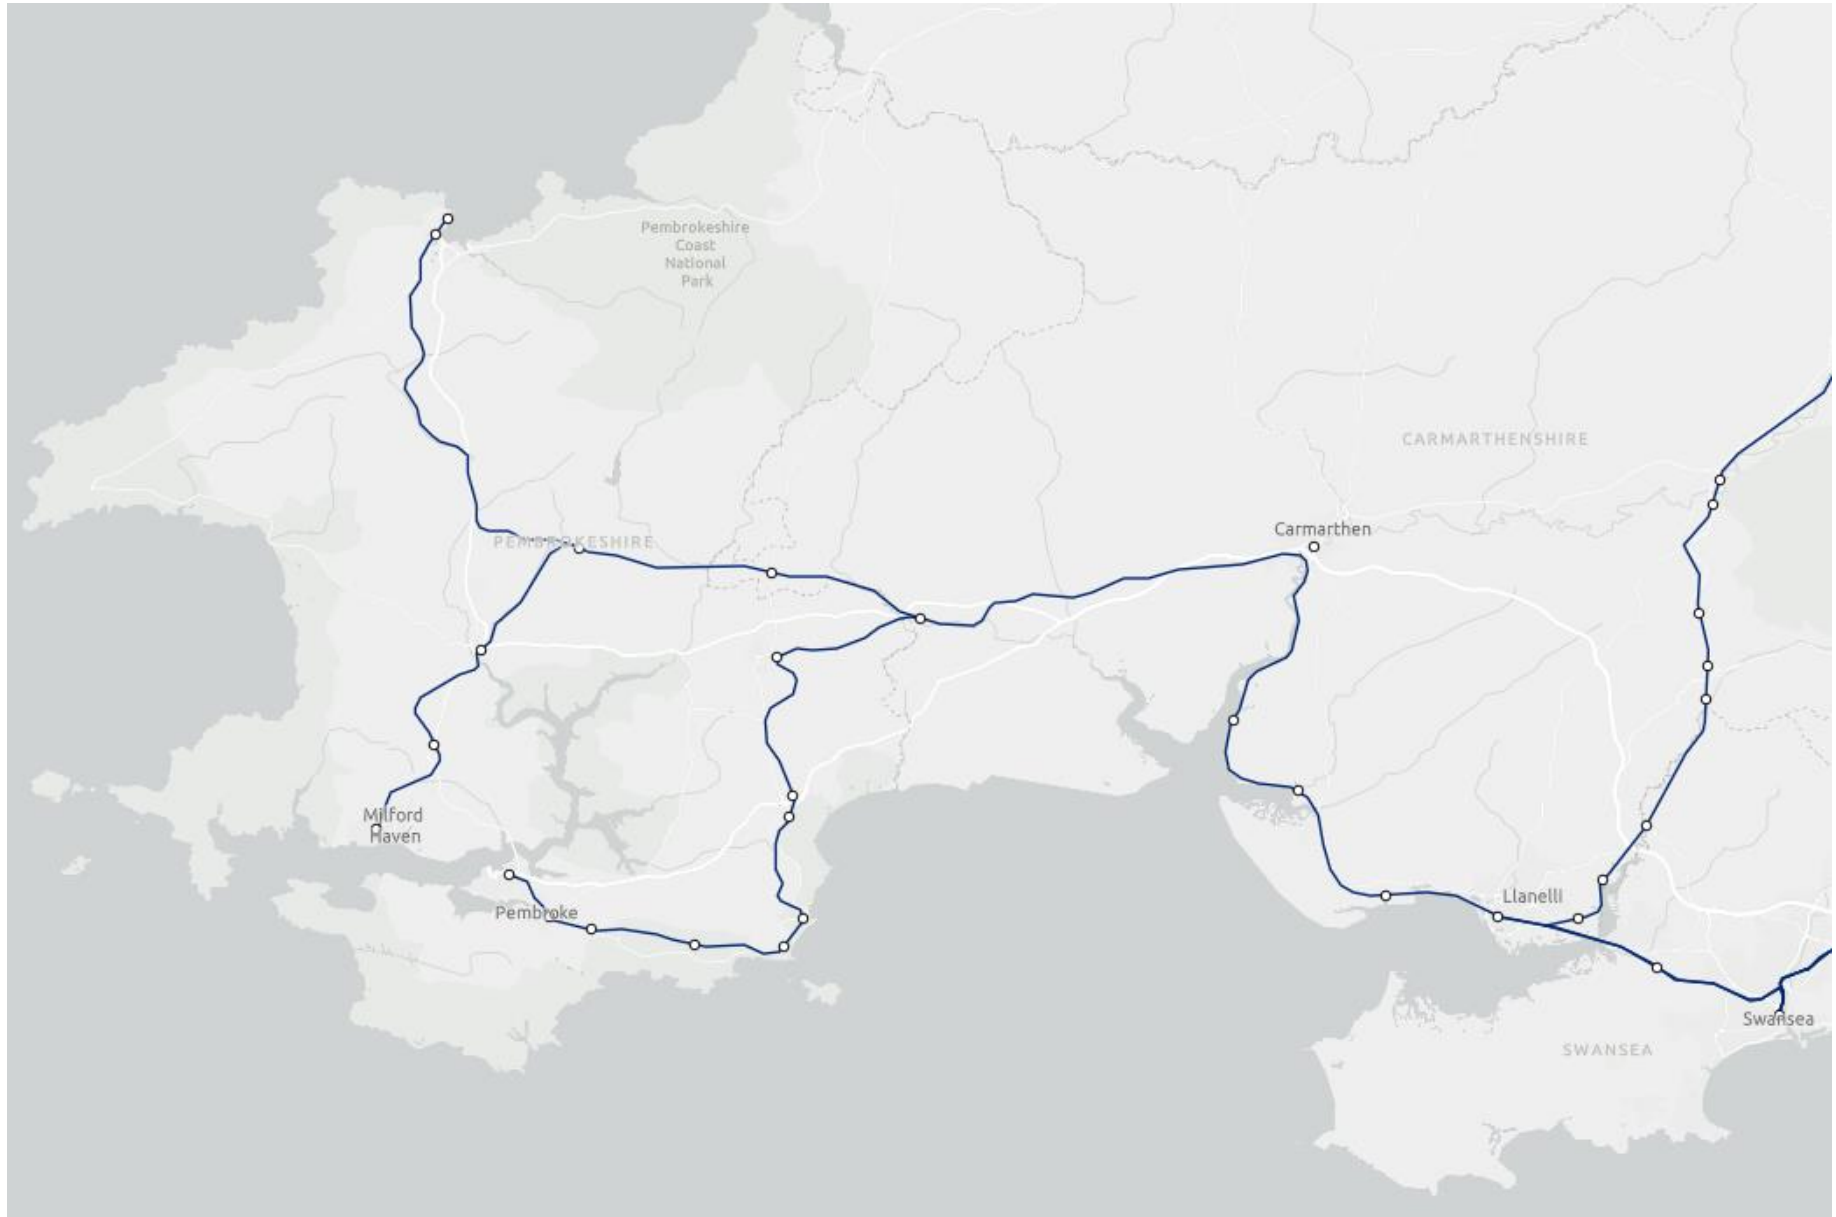 Pembrokeshire
Coast
National
Park
CARMARTHENSHIRE
Carmarthen
PEMBROKESHIRE
Milford
Haven
Llanelli
Pembroke
Swansea
SWANSEA